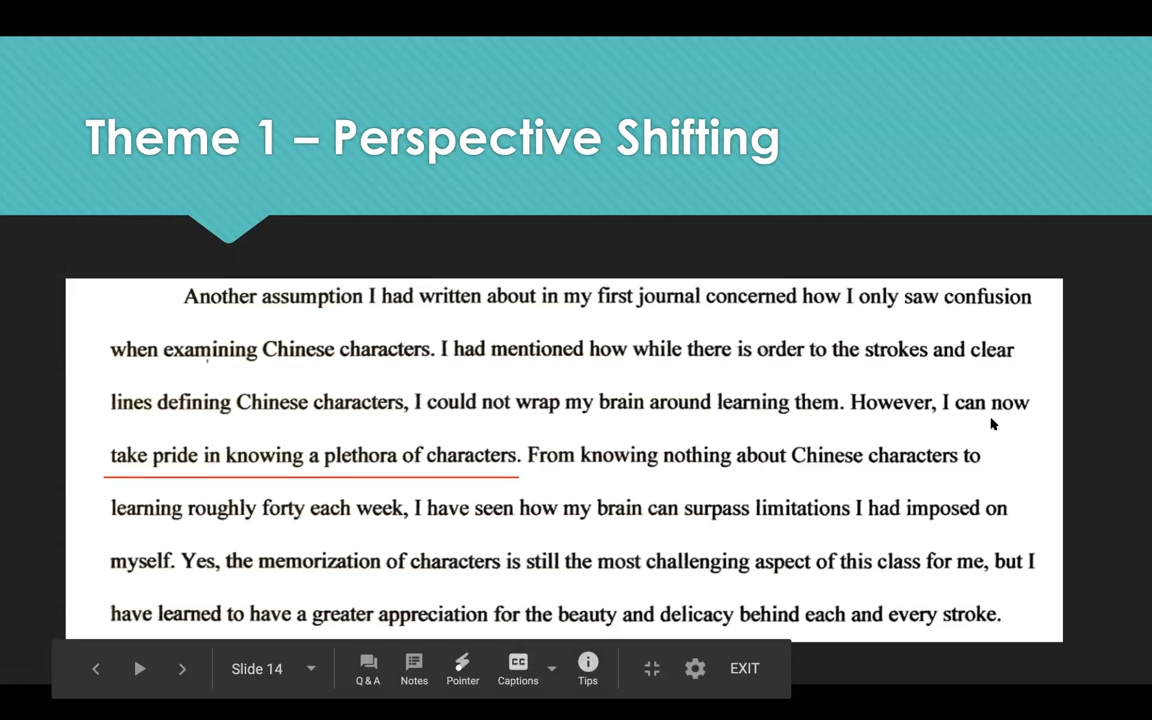 Theme 1 – Perspective Shifting
Another assumption I had written about in my first journal concerned how I only saw confusion
when examining Chinese characters. I had mentioned how while there is order to the strokes and clear
lines defining Chinese characters, I could not wrap my brain around learning them. However, I can now
take pride in knowing a plethora of characters. From knowing nothing about Chinese characters to
learning roughly forty each week, I have seen how my brain can surpass limitations I had imposed on
myself. Yes, the memorization of characters is still the most challenging aspect of this class for me, but I
have learned to have a greater appreciation for the beauty and delicacy behind each and every stroke.
Slide 14
Q & A
Notes
Pointer
CC
Captions
Tips
EXIT